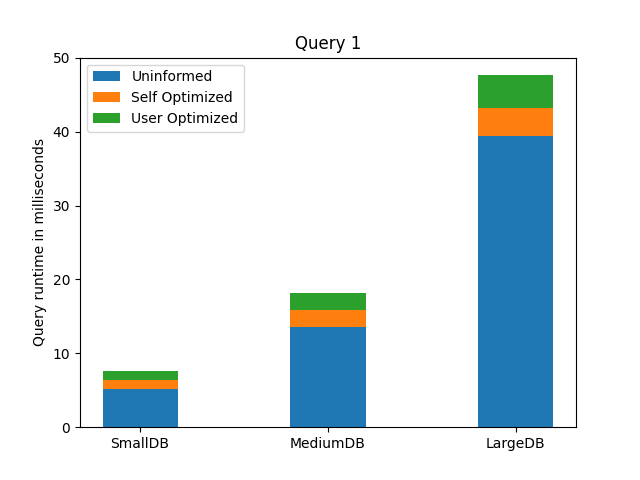 Query 1
Uninformed
Self Optimized
User Optimized
Query runtime in milliseconds
50
40
30
20
10
0
SmallDB MediumDB LargeDB